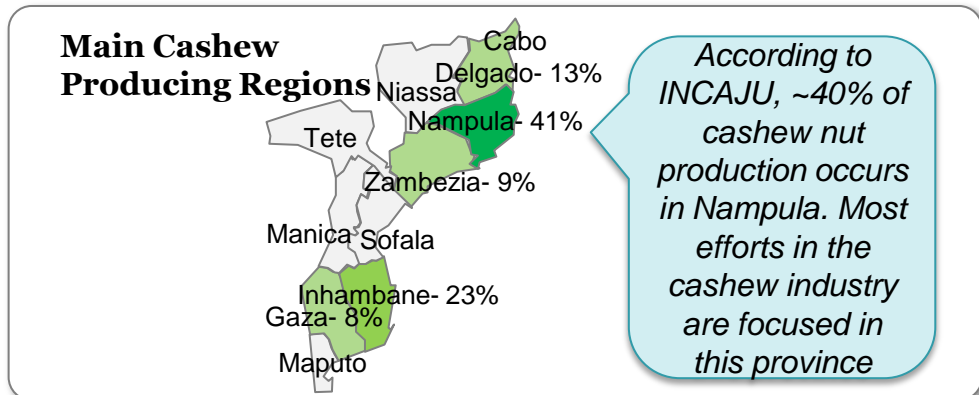 Main Cashew
Producing Regions
Cabo
Delgado- 13%
Niassa
Nampula- 41%
Tete
Zambezia- 9%
Manica
Sofala
Inhambane- 23%
Gaza- 8%
Maputo
According to
INCAJU, ~40% of
cashew nut
production occurs
in Nampula. Most
efforts in the
cashew industry
are focused in
this province